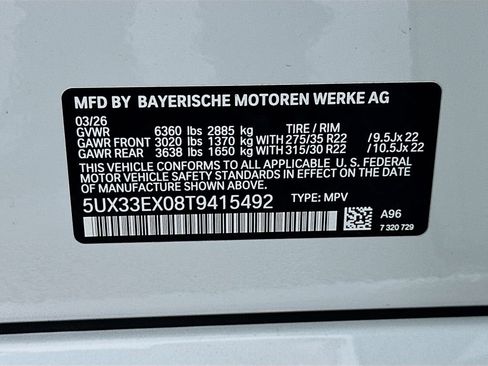 MFD BY BAYERISCHE MOTOREN WERKE AG
03/26
GVWR 6360 lbs 2885 kg TIRE / RIM
GAWR FRONT 3020 lbs 1370 kg WITH 275/35 R22 /9.5Jx 22
GAWR REAR 3638 lbs 1650 kg WITH 315/30 R22 /10.5Jx 22
THIS VEHICLE CONFORMS TO ALL APPLICABLE U. S. FEDERAL
MOTOR VEHICLE SAFETY STANDARDS IN EFFECT ON THE DATE
OF MANUFACTURE SHOWN ABOVE.
5UX33EX08T9415492 TYPE: MPV
A96
7 320 729